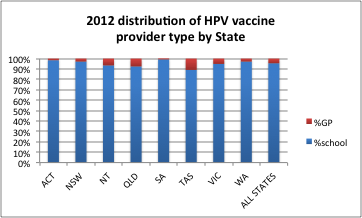 2012 distribution of HPV vaccine
provider type by State
100%
90%
80%
70%
60%
50%
40%
30%
20%
10%
0%
ACT
NSW
NT
QLD
SA
TAS
VIC
WA
ALL STATES
%GP
%school